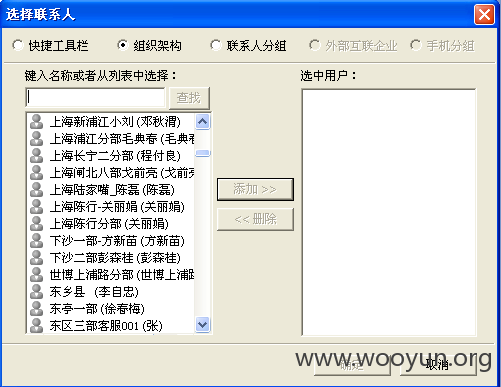 选择联系人
快捷工具栏 组织架构 联系人分组 外部互联企业 手机分组
键入名称或者从列表中选择： 选中用户：
查找
上海新浦江小刘 (邓秋渭)
上海浦江分部毛典春 (毛典春
上海长宁二分部 (程付良)
上海闸北八部戈前亮 (戈前亮
上海陆家嘴_陈磊 (陈磊)
上海陈行-关丽娟 (关丽娟)
上海陈行分部 (关丽娟)
下沙一部-方新苗 (方新苗)
下沙二部彭森桂 (彭森桂)
世博上浦路分部 (世博上浦路
东乡县 (李自忠)
东亭一部 (徐春梅)
东区三部客服001 (张)
添加 >>
<< 删除
确定 取消
www.wooyun.org